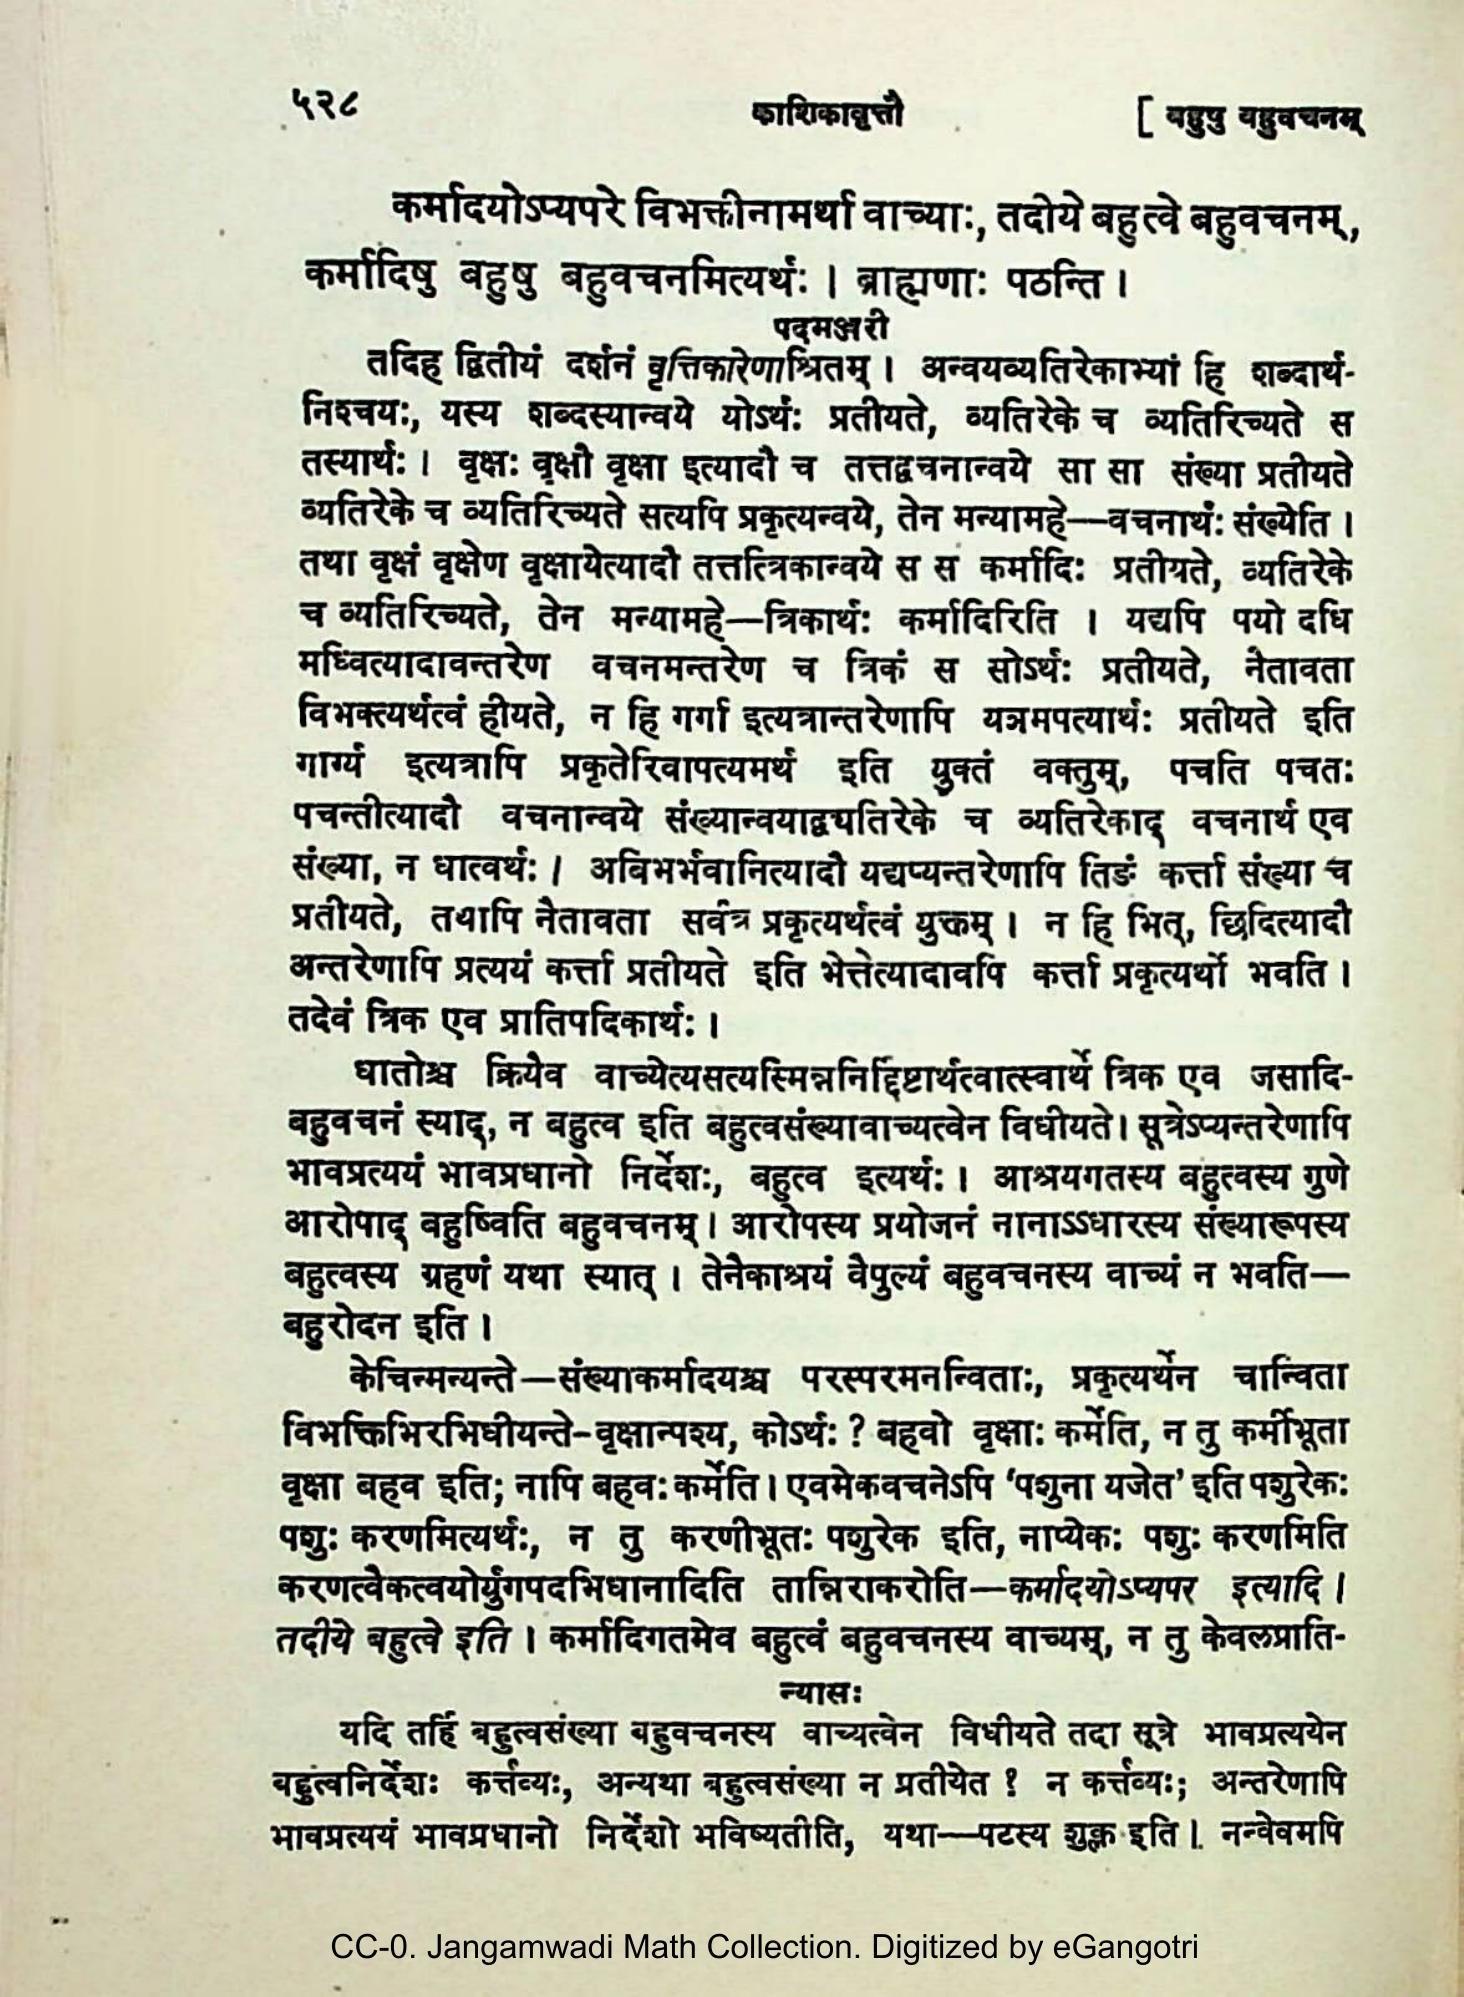 ५२८ काशिकावृत्तौ [ बहुषु बहुवचनम्
कर्मादयोऽप्यपरे विभक्तीनामर्था वाच्याः, तदीये बहुत्वे बहुवचनम्,
कर्मादिषु बहुषु बहुवचनमित्यर्थः । ब्राह्मणाः पठन्ति ।
पदमञ्जरी
तदिह द्वितीयं दर्शनं वृत्तिकारेणाश्रितम् । अन्वयव्यतिरेकाभ्यां हि शब्दार्थ-
निश्चयः, यस्य शब्दस्यान्वये योऽर्थः प्रतीयते, व्यतिरेके च व्यतिरिच्यते स
तस्यार्थः । वृक्षः वृक्षौ वृक्षा इत्यादौ च तत्तद्वचनान्वये सा सा संख्या प्रतीयते
व्यतिरेके च व्यतिरिच्यते सत्यपि प्रकृत्यन्वये, तेन मन्यामहे—वचनार्थः संख्येति ।
तथा वृक्षं वृक्षेण वृक्षायेत्यादौ तत्तत्त्रिकान्वये स स कर्मादिः प्रतीयते, व्यतिरेके
च व्यतिरिच्यते, तेन मन्यामहे—त्रिकार्थः कर्मादिरिति । यद्यपि पयो दधि
मध्वित्यादावन्तरेण वचनमन्तरेण च त्रिकं स सोऽर्थः प्रतीयते, नैतावता
विभक्त्यर्थत्वं हीयते, न हि गर्गा इत्यत्रान्तरेणापि यञमपत्यार्थः प्रतीयते इति
गार्ग्य इत्यत्रापि प्रकृतेरिवापत्यमर्थ इति युक्तं वक्तुम्, पचति पचतः
पचन्तीत्यादौ वचनान्वये संख्यान्वयाद्व्यतिरेके च व्यतिरेकाद् वचनार्थ एव
संख्या, न धात्वर्थः । अबिभर्भवानित्यादौ यद्यप्यन्तरेणापि तिङं कर्त्ता संख्या च
प्रतीयते, तथापि नैतावता सर्वत्र प्रकृत्यर्थत्वं युक्तम् । न हि भित्, छिदित्यादौ
अन्तरेणापि प्रत्ययं कर्त्ता प्रतीयते इति भेत्तेत्यादावपि कर्त्ता प्रकृत्यर्थो भवति ।
तदेवं त्रिक एव प्रातिपदिकार्थः ।
धातोश्च क्रियैव वाच्येत्यसत्यस्मिन्ननिर्द्दिष्टार्थत्वात्स्वार्थे त्रिक एव जसादि-
बहुवचनं स्याद्, न बहुत्व इति बहुत्वसंख्यावाच्यत्वेन विधीयते। सूत्रेऽप्यन्तरेणापि
भावप्रत्ययं भावप्रधानो निर्देशः, बहुत्व इत्यर्थः । आश्रयगतस्य बहुत्वस्य गुणे
आरोपाद् बहुष्विति बहुवचनम् । आरोपस्य प्रयोजनं नानाऽऽधारस्य संख्यारूपस्य
बहुत्वस्य ग्रहणं यथा स्यात् । तेनैकाश्रयं वैपुल्यं बहुवचनस्य वाच्यं न भवति—
बहुरोदन इति ।
केचिन्मन्यन्ते—संख्याकर्मादयश्च परस्परमनन्विताः, प्रकृत्यर्थेन चान्विता
विभक्तिभिरभिधीयन्ते-वृक्षान्पश्य, कोऽर्थः ? बहवो वृक्षाः कर्मेति, न तु कर्मीभूता
वृक्षा बहव इति; नापि बहवः कर्मेति । एवमेकवचनेऽपि ‘पशुना यजेत’ इति पशुरेकः
पशुः करणमित्यर्थः, न तु करणीभूतः पशुरेक इति, नाप्येकः पशुः करणमिति
करणत्वैकत्वयोर्युगपदभिधानादिति तान्निराकरोति—कर्मादयोऽप्यपर इत्यादि ।
तदीये बहुत्वे इति । कर्मादिगतमेव बहुत्वं बहुवचनस्य वाच्यम्, न तु केवलप्राति-
न्यासः
यदि तर्हि बहुत्वसंख्या बहुवचनस्य वाच्यत्वेन विधीयते तदा सूत्रे भावप्रत्ययेन
बहुत्वनिर्देशः कर्त्तव्यः, अन्यथा बहुत्वसंख्या न प्रतीयेत ? न कर्त्तव्यः; अन्तरेणापि
भावप्रत्ययं भावप्रधानो निर्देशो भविष्यतीति, यथा—पटस्य शुक्ल इति । नन्वेवमपि
CC-0. Jangamwadi Math Collection. Digitized by eGangotri